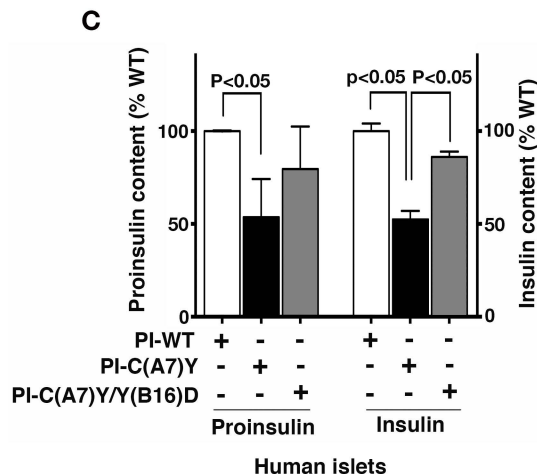 C
P<0.05
p<0.05 P<0.05
Proinsulin content (% WT)
100
50
0
Insulin content (% WT)
100
50
0
PI-WT + - - + - -
PI-C(A7)Y - + - - + -
PI-C(A7)Y/Y(B16)D - - + - - +
Proinsulin Insulin
Human islets